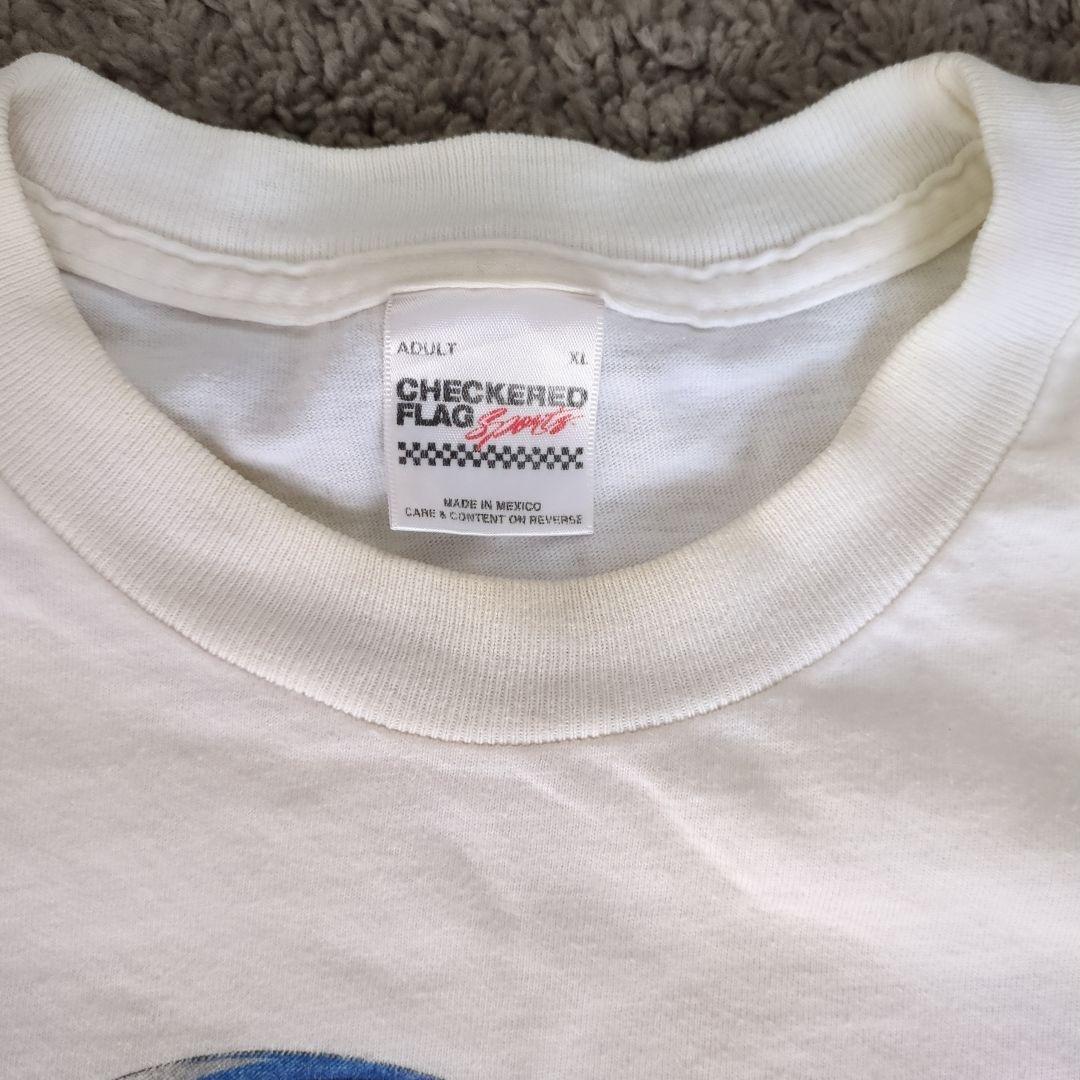 ADULT XL
CHECKERED
FLAG Sports
MADE IN MEXICO
CARE & CONTENT ON REVERSE